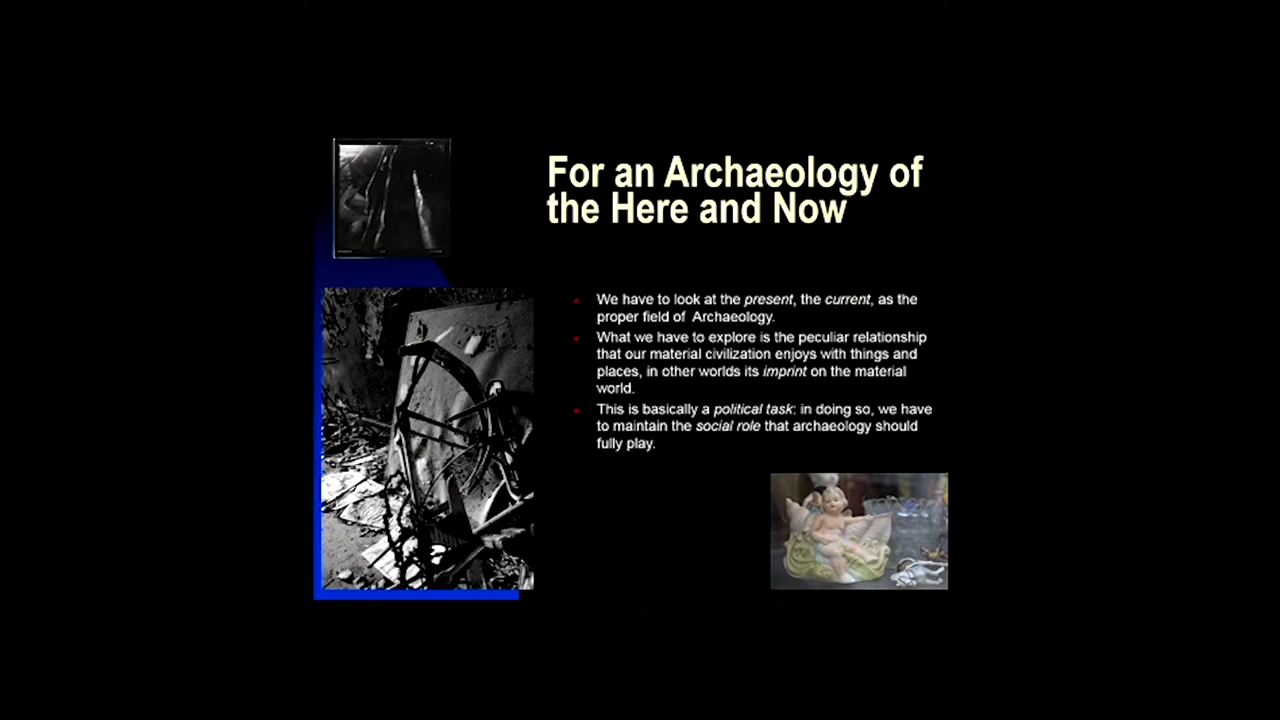 For an Archaeology of
the Here and Now
We have to look at the present, the current, as the
proper field of Archaeology.
What we have to explore is the peculiar relationship
that our material civilization enjoys with things and
places, in other worlds its imprint on the material
world.
This is basically a political task: in doing so, we have
to maintain the social role that archaeology should
fully play.